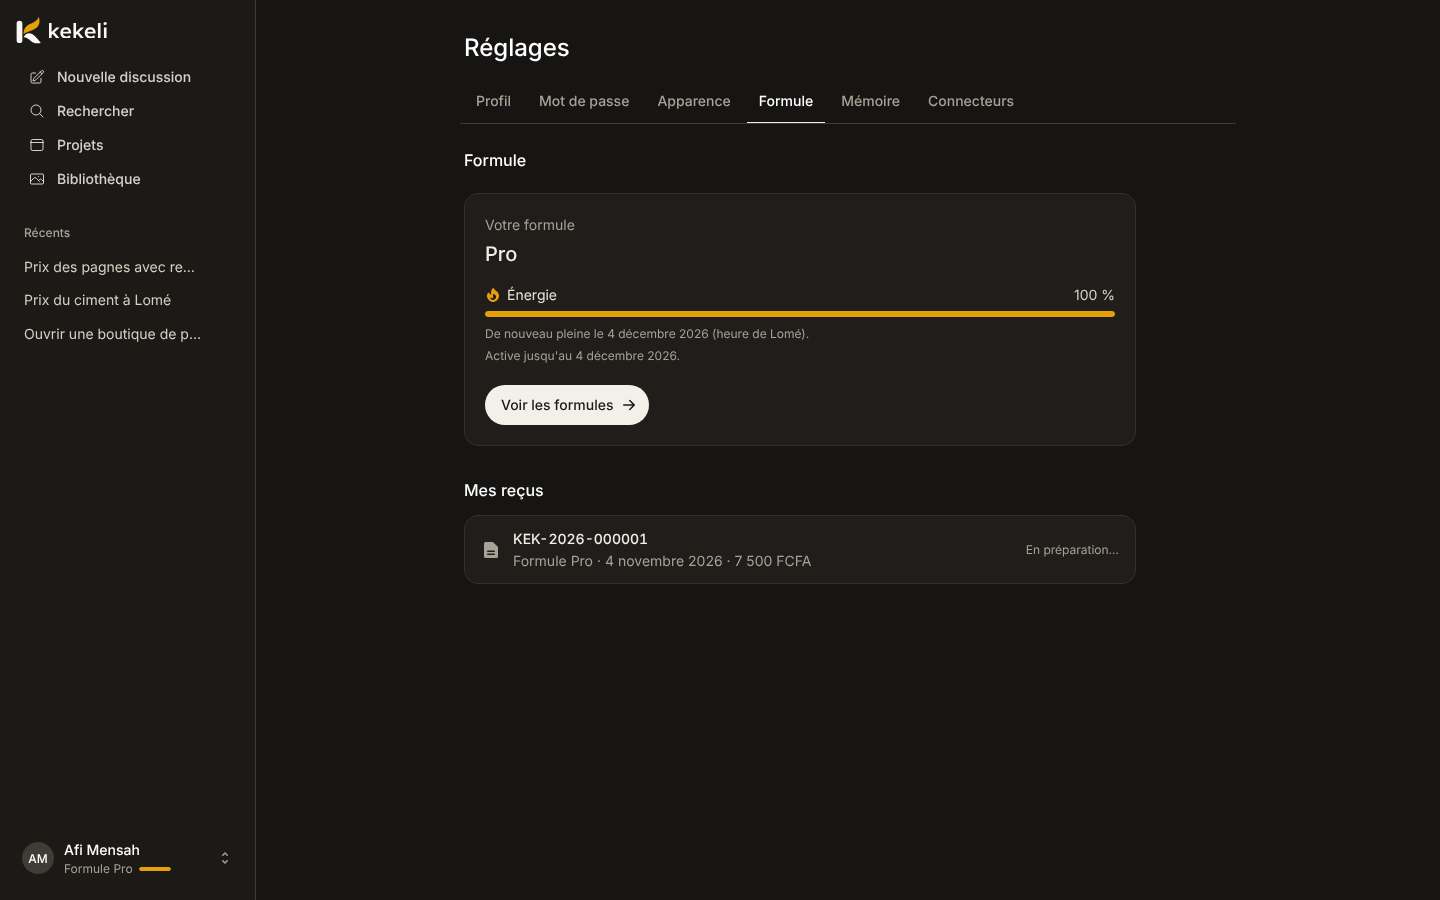 kekeli
Nouvelle discussion
Rechercher
Projets
Bibliothèque
Récents
Prix des pagnes avec re...
Prix du ciment à Lomé
Ouvrir une boutique de p...
AM
Afi Mensah
Formule Pro
Réglages
Profil
Mot de passe
Apparence
Formule
Mémoire
Connecteurs
Formule
Votre formule
Pro
Énergie
100 %
De nouveau pleine le 4 décembre 2026 (heure de Lomé).
Active jusqu'au 4 décembre 2026.
Voir les formules
Mes reçus
KEK-2026-000001
Formule Pro · 4 novembre 2026 · 7 500 FCFA
En préparation...